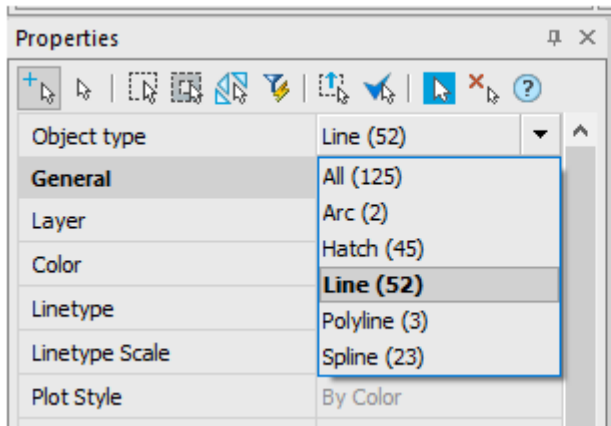 Properties
Object type Line (52)
General All (125)
Layer Arc (2)
Color Hatch (45)
Linetype Line (52)
Linetype Scale Polyline (3)
Spline (23)
Plot Style By Color